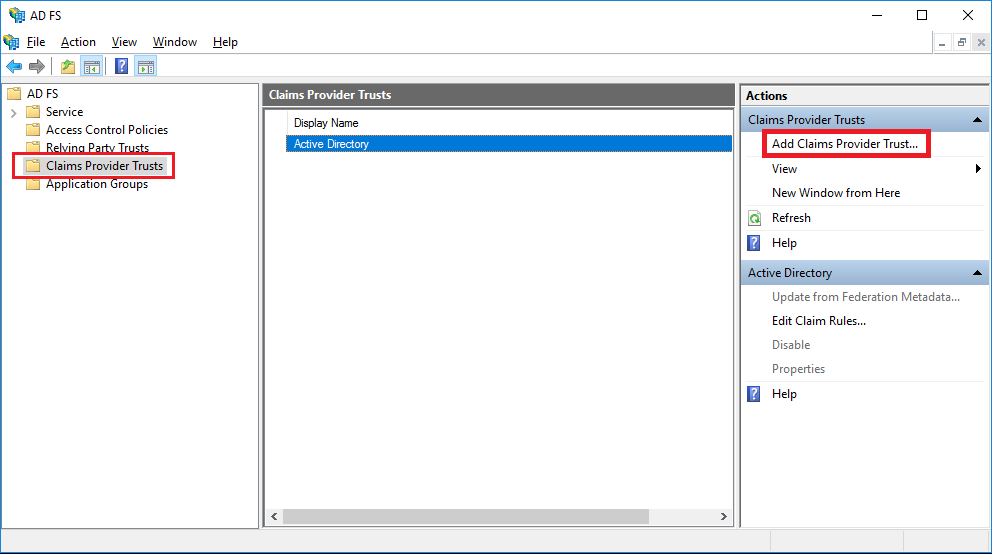 AD FS
File Action View Window Help
AD FS
Service
Access Control Policies
Relying Party Trusts
Claims Provider Trusts
Application Groups
Claims Provider Trusts
Display Name
Active Directory
Actions
Claims Provider Trusts
Add Claims Provider Trust...
View
New Window from Here
Refresh
Help
Active Directory
Update from Federation Metadata...
Edit Claim Rules...
Disable
Properties
Help